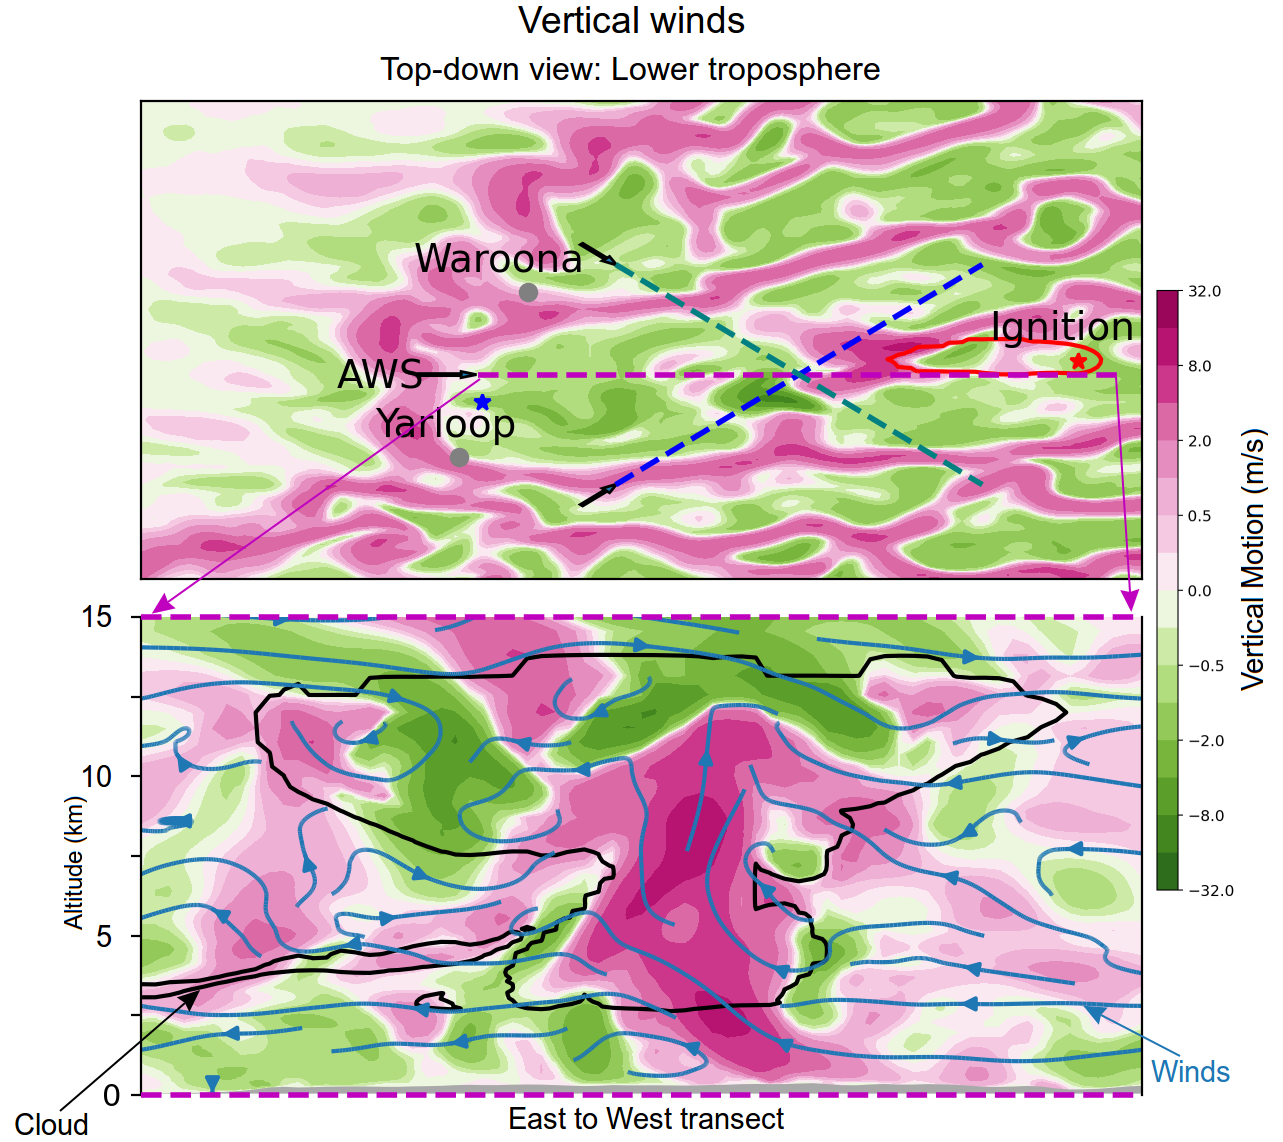 Vertical winds
Top-down view: Lower troposphere
Waroona
Ignition
AWS
Yarloop
32.0
8.0
2.0
0.5
0.0
−0.5
−2.0
−8.0
−32.0
Vertical Motion (m/s)
15
10
5
0
Altitude (km)
Cloud
Winds
East to West transect